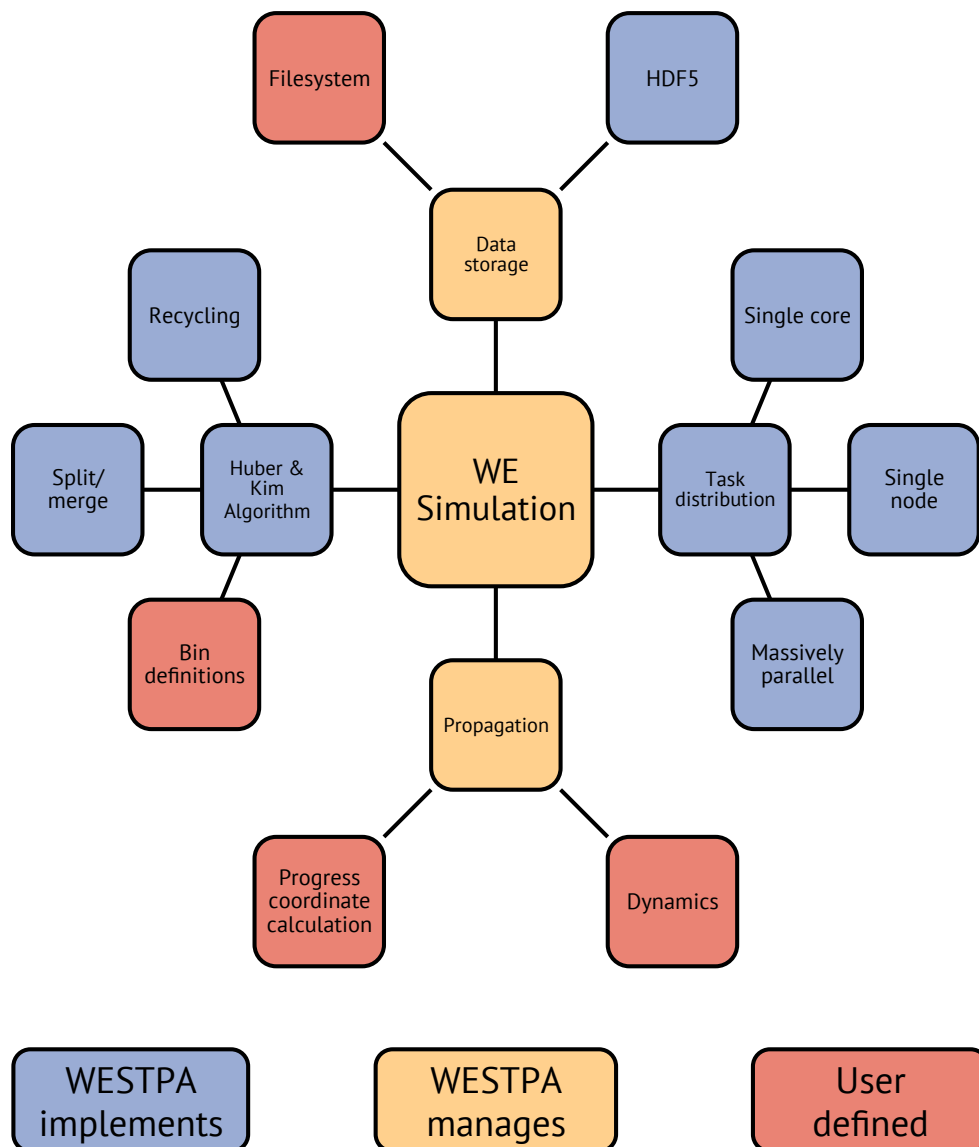 Filesystem
HDF5
Data
storage
Recycling
Single core
Split/
merge
Huber &
Kim
Algorithm
WE
Simulation
Task
distribution
Single
node
Bin
definitions
Massively
parallel
Propagation
Progress
coordinate
calculation
Dynamics
WESTPA
implements
WESTPA
manages
User
defined